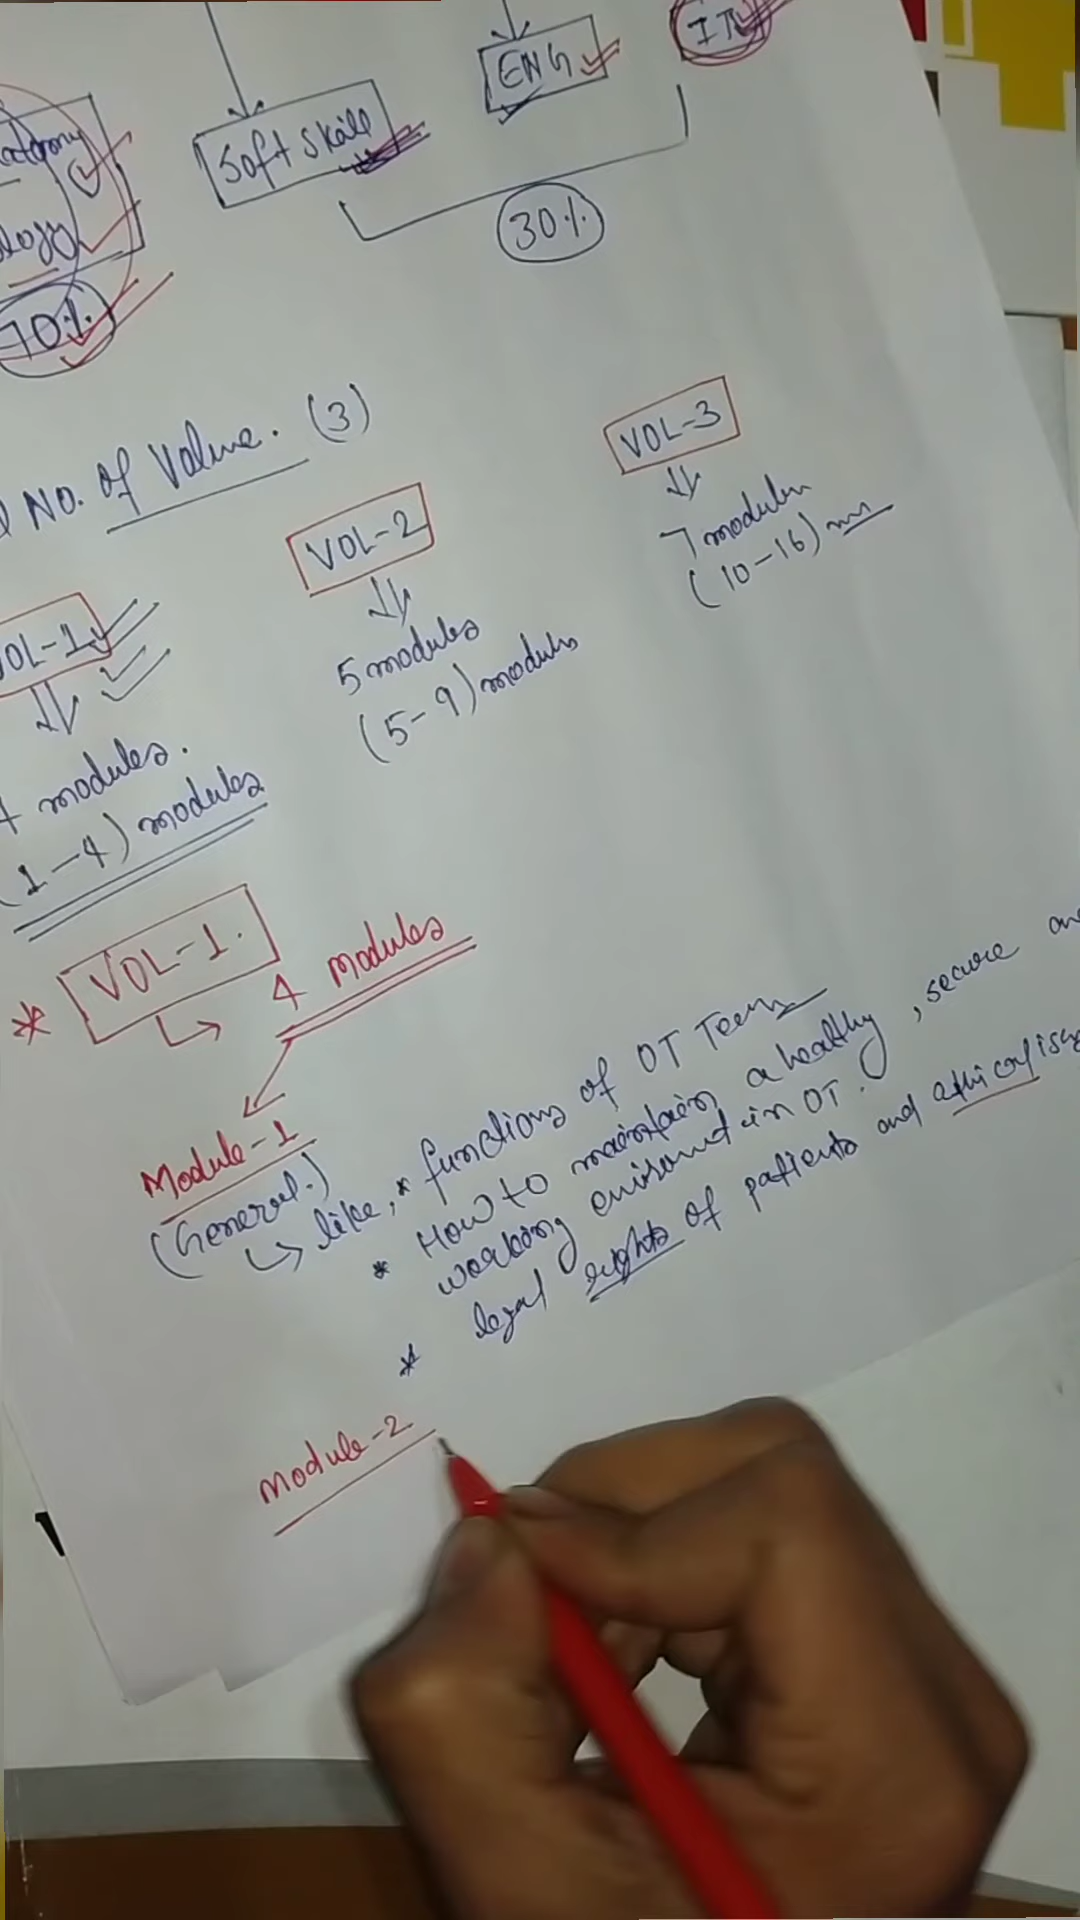 ENG
IT
Soft Skill
30%
70%
NO. of Value. (3)
VOL-3
7 modules
(10-16)
VOL-2
5 modules
(5-9) modules
VOL-1
modules.
(1-4) modules
* VOL-1.
4 modules
Module-1
(General.)
like, * functions of OT Team
* How to maintain a healthy, secure
working enviroment in OT.
* legal rights of patients and
Module-2